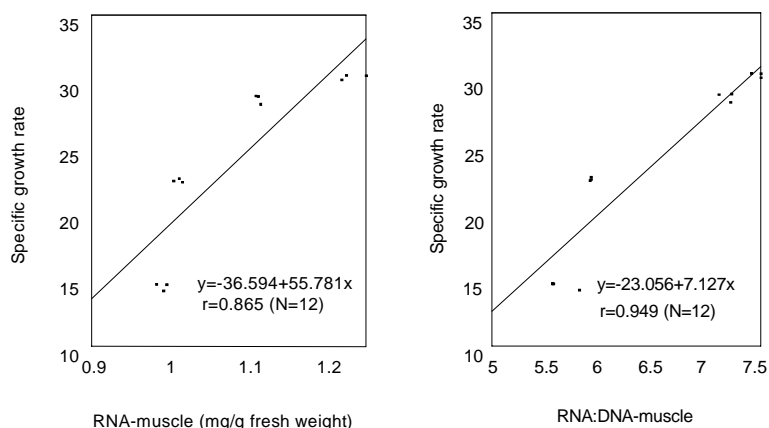 35
30
25
20
15
10
Specific growth rate
y=-36.594+55.781x
r=0.865 (N=12)
0.9 1 1.1 1.2
RNA-muscle (mg/g fresh weight)
35
30
25
20
15
10
Specific growth rate
y=-23.056+7.127x
r=0.949 (N=12)
5 5.5 6 6.5 7 7.5
RNA:DNA-muscle